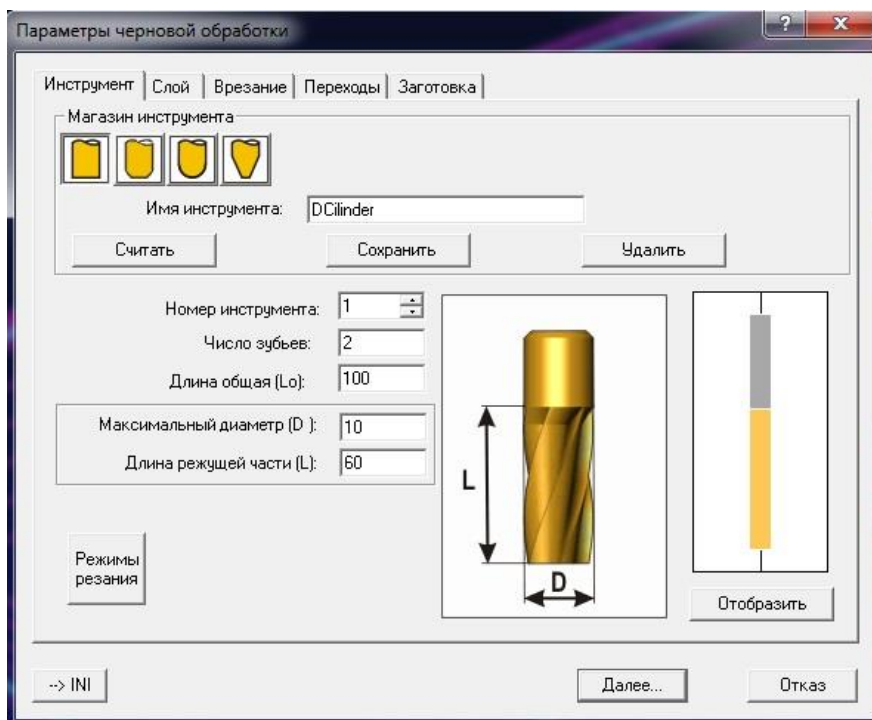 Параметры черновой обработки
? X
Инструмент Слой Врезание Переходы Заготовка
Магазин инструмента
Имя инструмента: DCilinder
Считать Сохранить Удалить
Номер инструмента: 1
Число зубьев: 2
Длина общая (Lo): 100
Максимальный диаметр (D ): 10
Длина режущей части (L): 60
L
D
Режимы
резания
Отобразить
--> INI Далее... Отказ